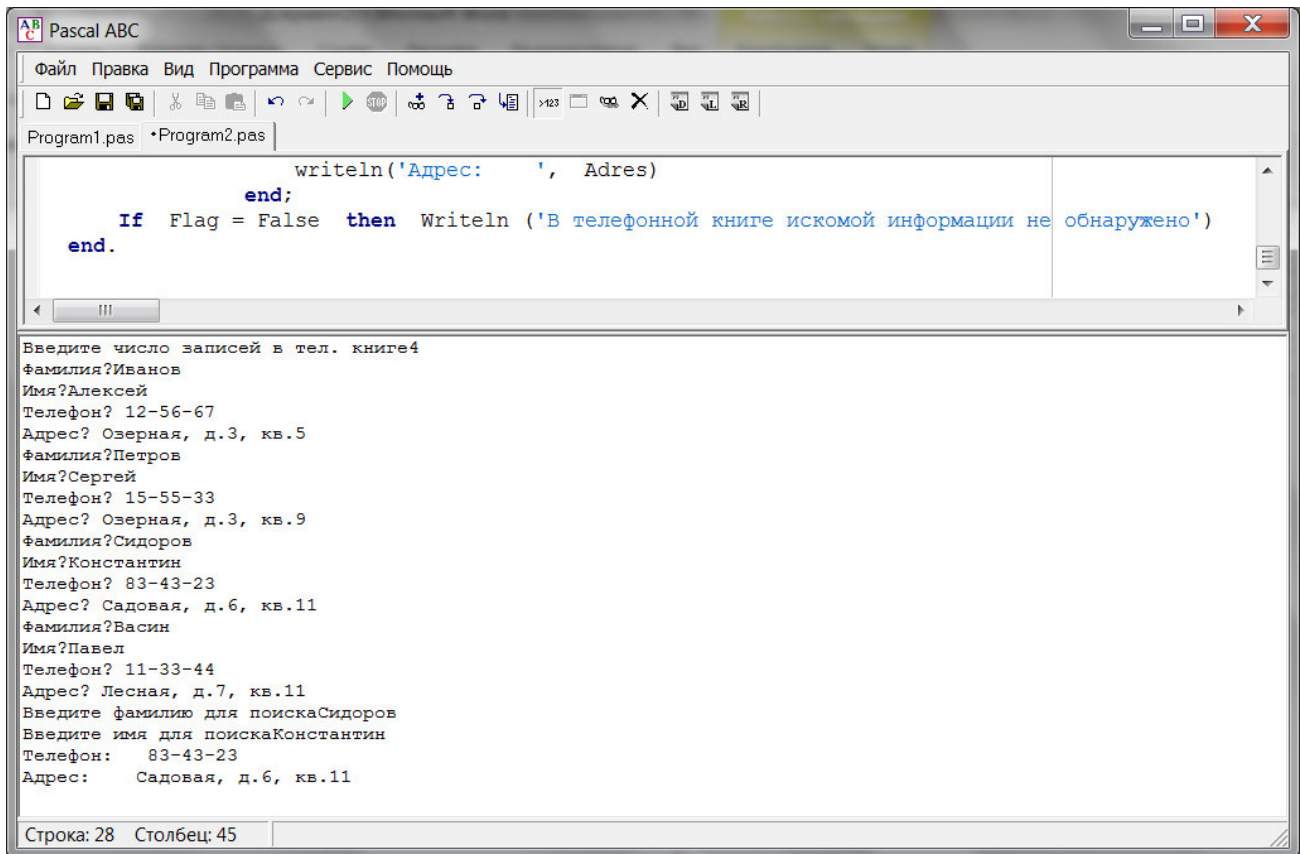 Pascal ABC
Файл Правка Вид Программа Сервис Помощь
Program1.pas •Program2.pas
writeln('Адрес:    ',  Adres)
end;
If  Flag = False  then  Writeln ('В телефонной книге искомой информации не обнаружено')
end.
Введите число записей в тел. книге4
Фамилия?Иванов
Имя?Алексей
Телефон? 12-56-67
Адрес? Озерная, д.3, кв.5
Фамилия?Петров
Имя?Сергей
Телефон? 15-55-33
Адрес? Озерная, д.3, кв.9
Фамилия?Сидоров
Имя?Константин
Телефон? 83-43-23
Адрес? Садовая, д.6, кв.11
Фамилия?Васин
Имя?Павел
Телефон? 11-33-44
Адрес? Лесная, д.7, кв.11
Введите фамилию для поискаСидоров
Введите имя для поискаКонстантин
Телефон:   83-43-23
Адрес:    Садовая, д.6, кв.11
Строка: 28 Столбец: 45